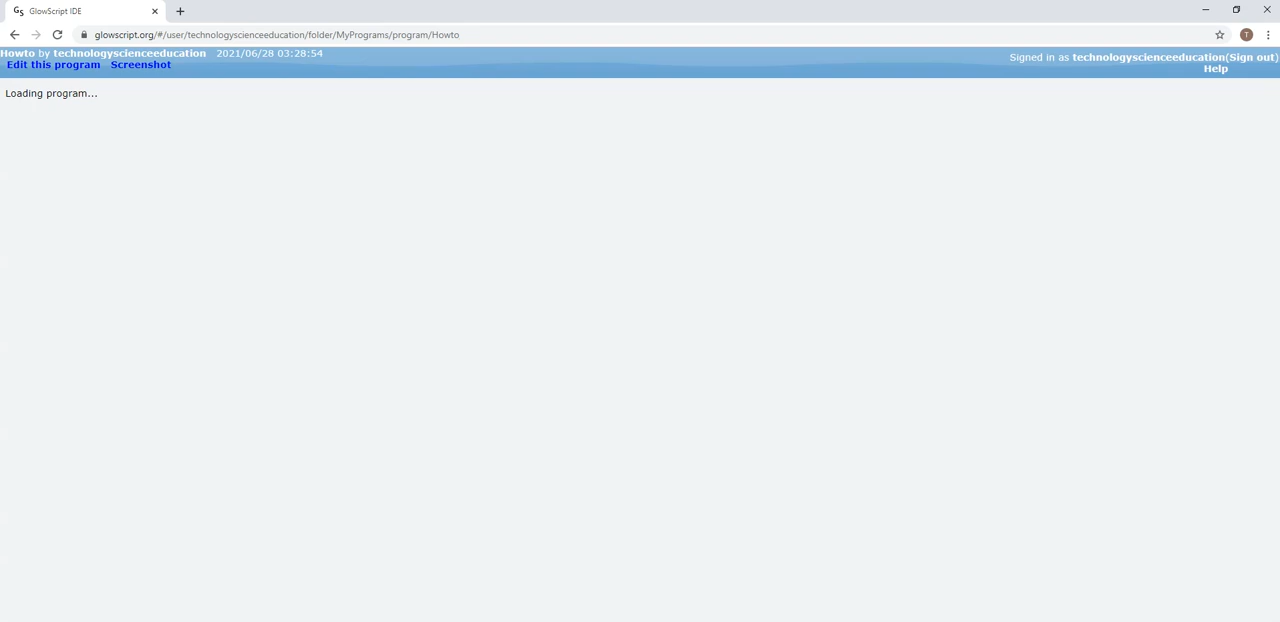 GS GlowScript IDE
glowscript.org/#/user/technologyscienceeducation/folder/MyPrograms/program/Howto
T
Howto by technologyscienceeducation 2021/06/28 03:28:54
Signed in as technologyscienceeducation(Sign out)
Edit this program Screenshot
Help
Loading program...